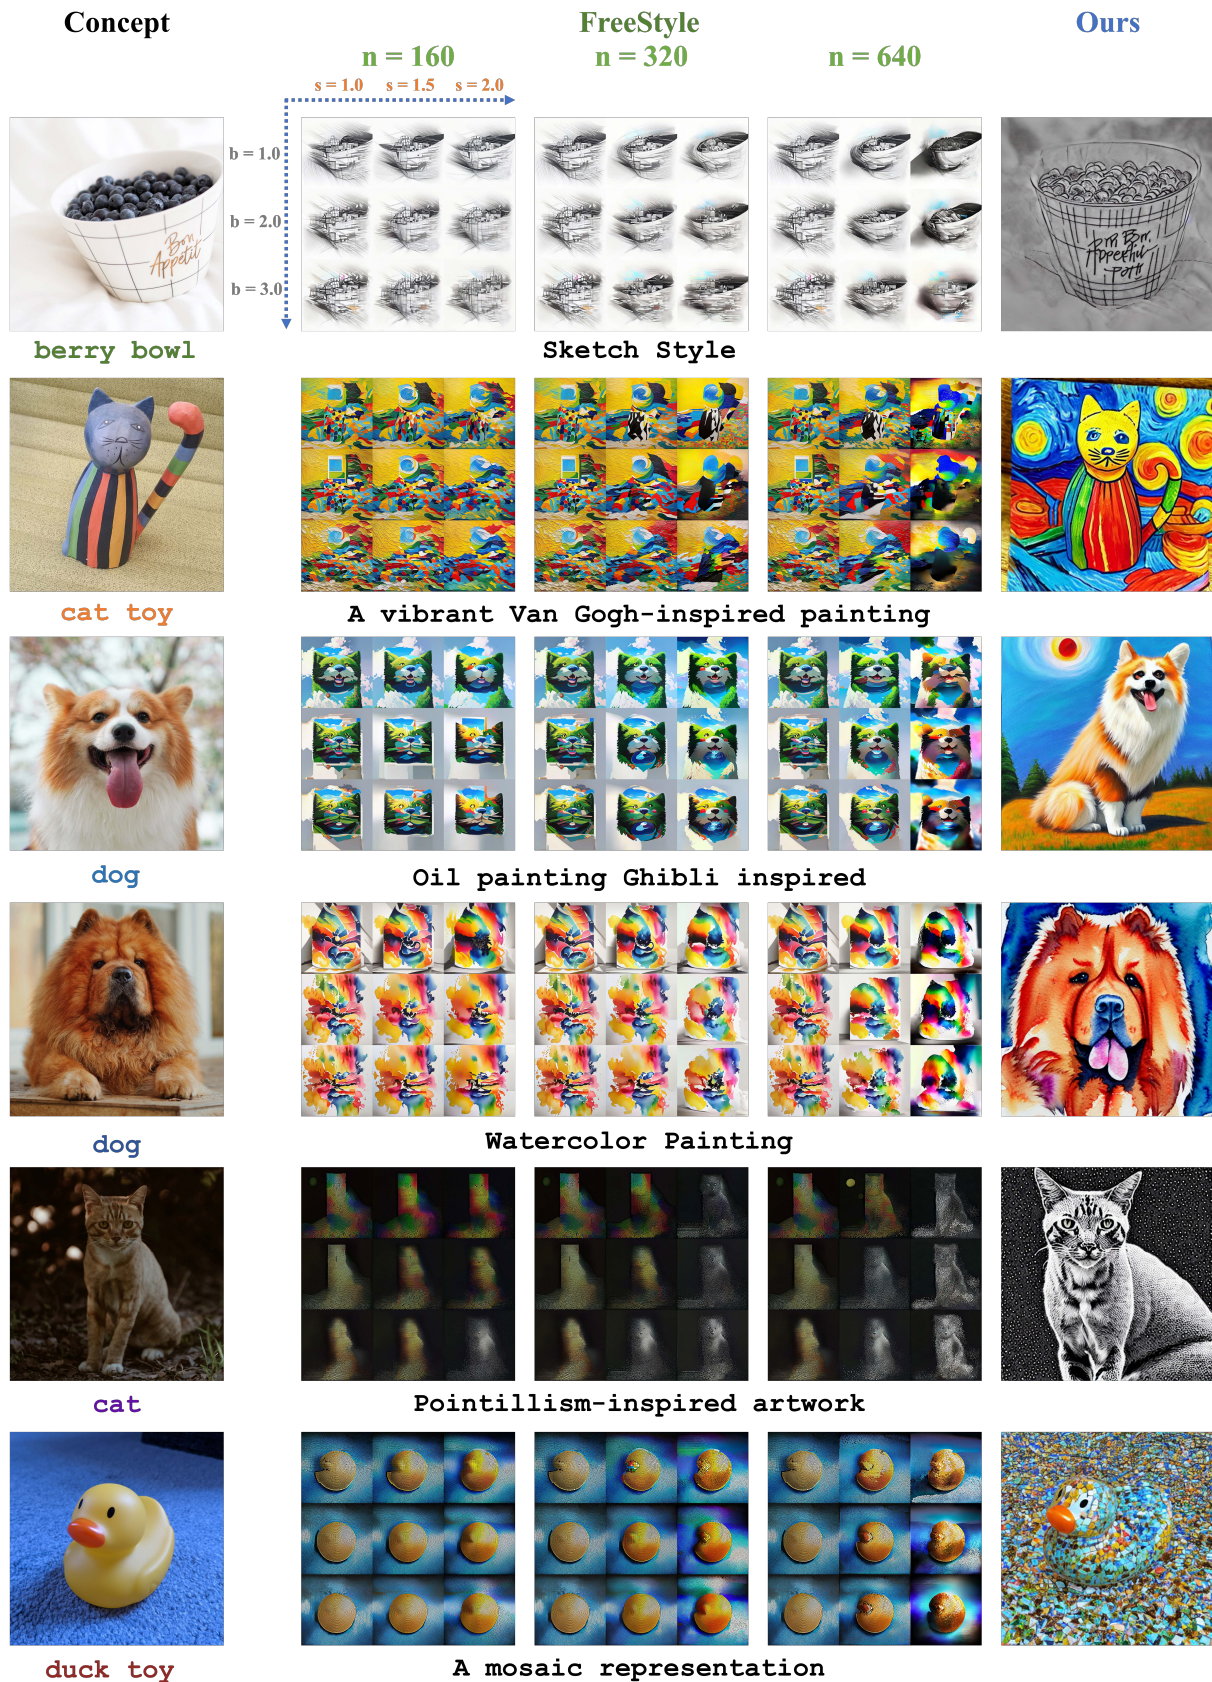 Concept
FreeStyle
Ours
n = 160
n = 320
n = 640
s = 1.0
s = 1.5
s = 2.0
b = 1.0
b = 2.0
b = 3.0
Bon
Appetit
berry bowl
Sketch Style
cat toy
A vibrant Van Gogh-inspired painting
dog
Oil painting Ghibli inspired
dog
Watercolor Painting
cat
Pointillism-inspired artwork
duck toy
A mosaic representation